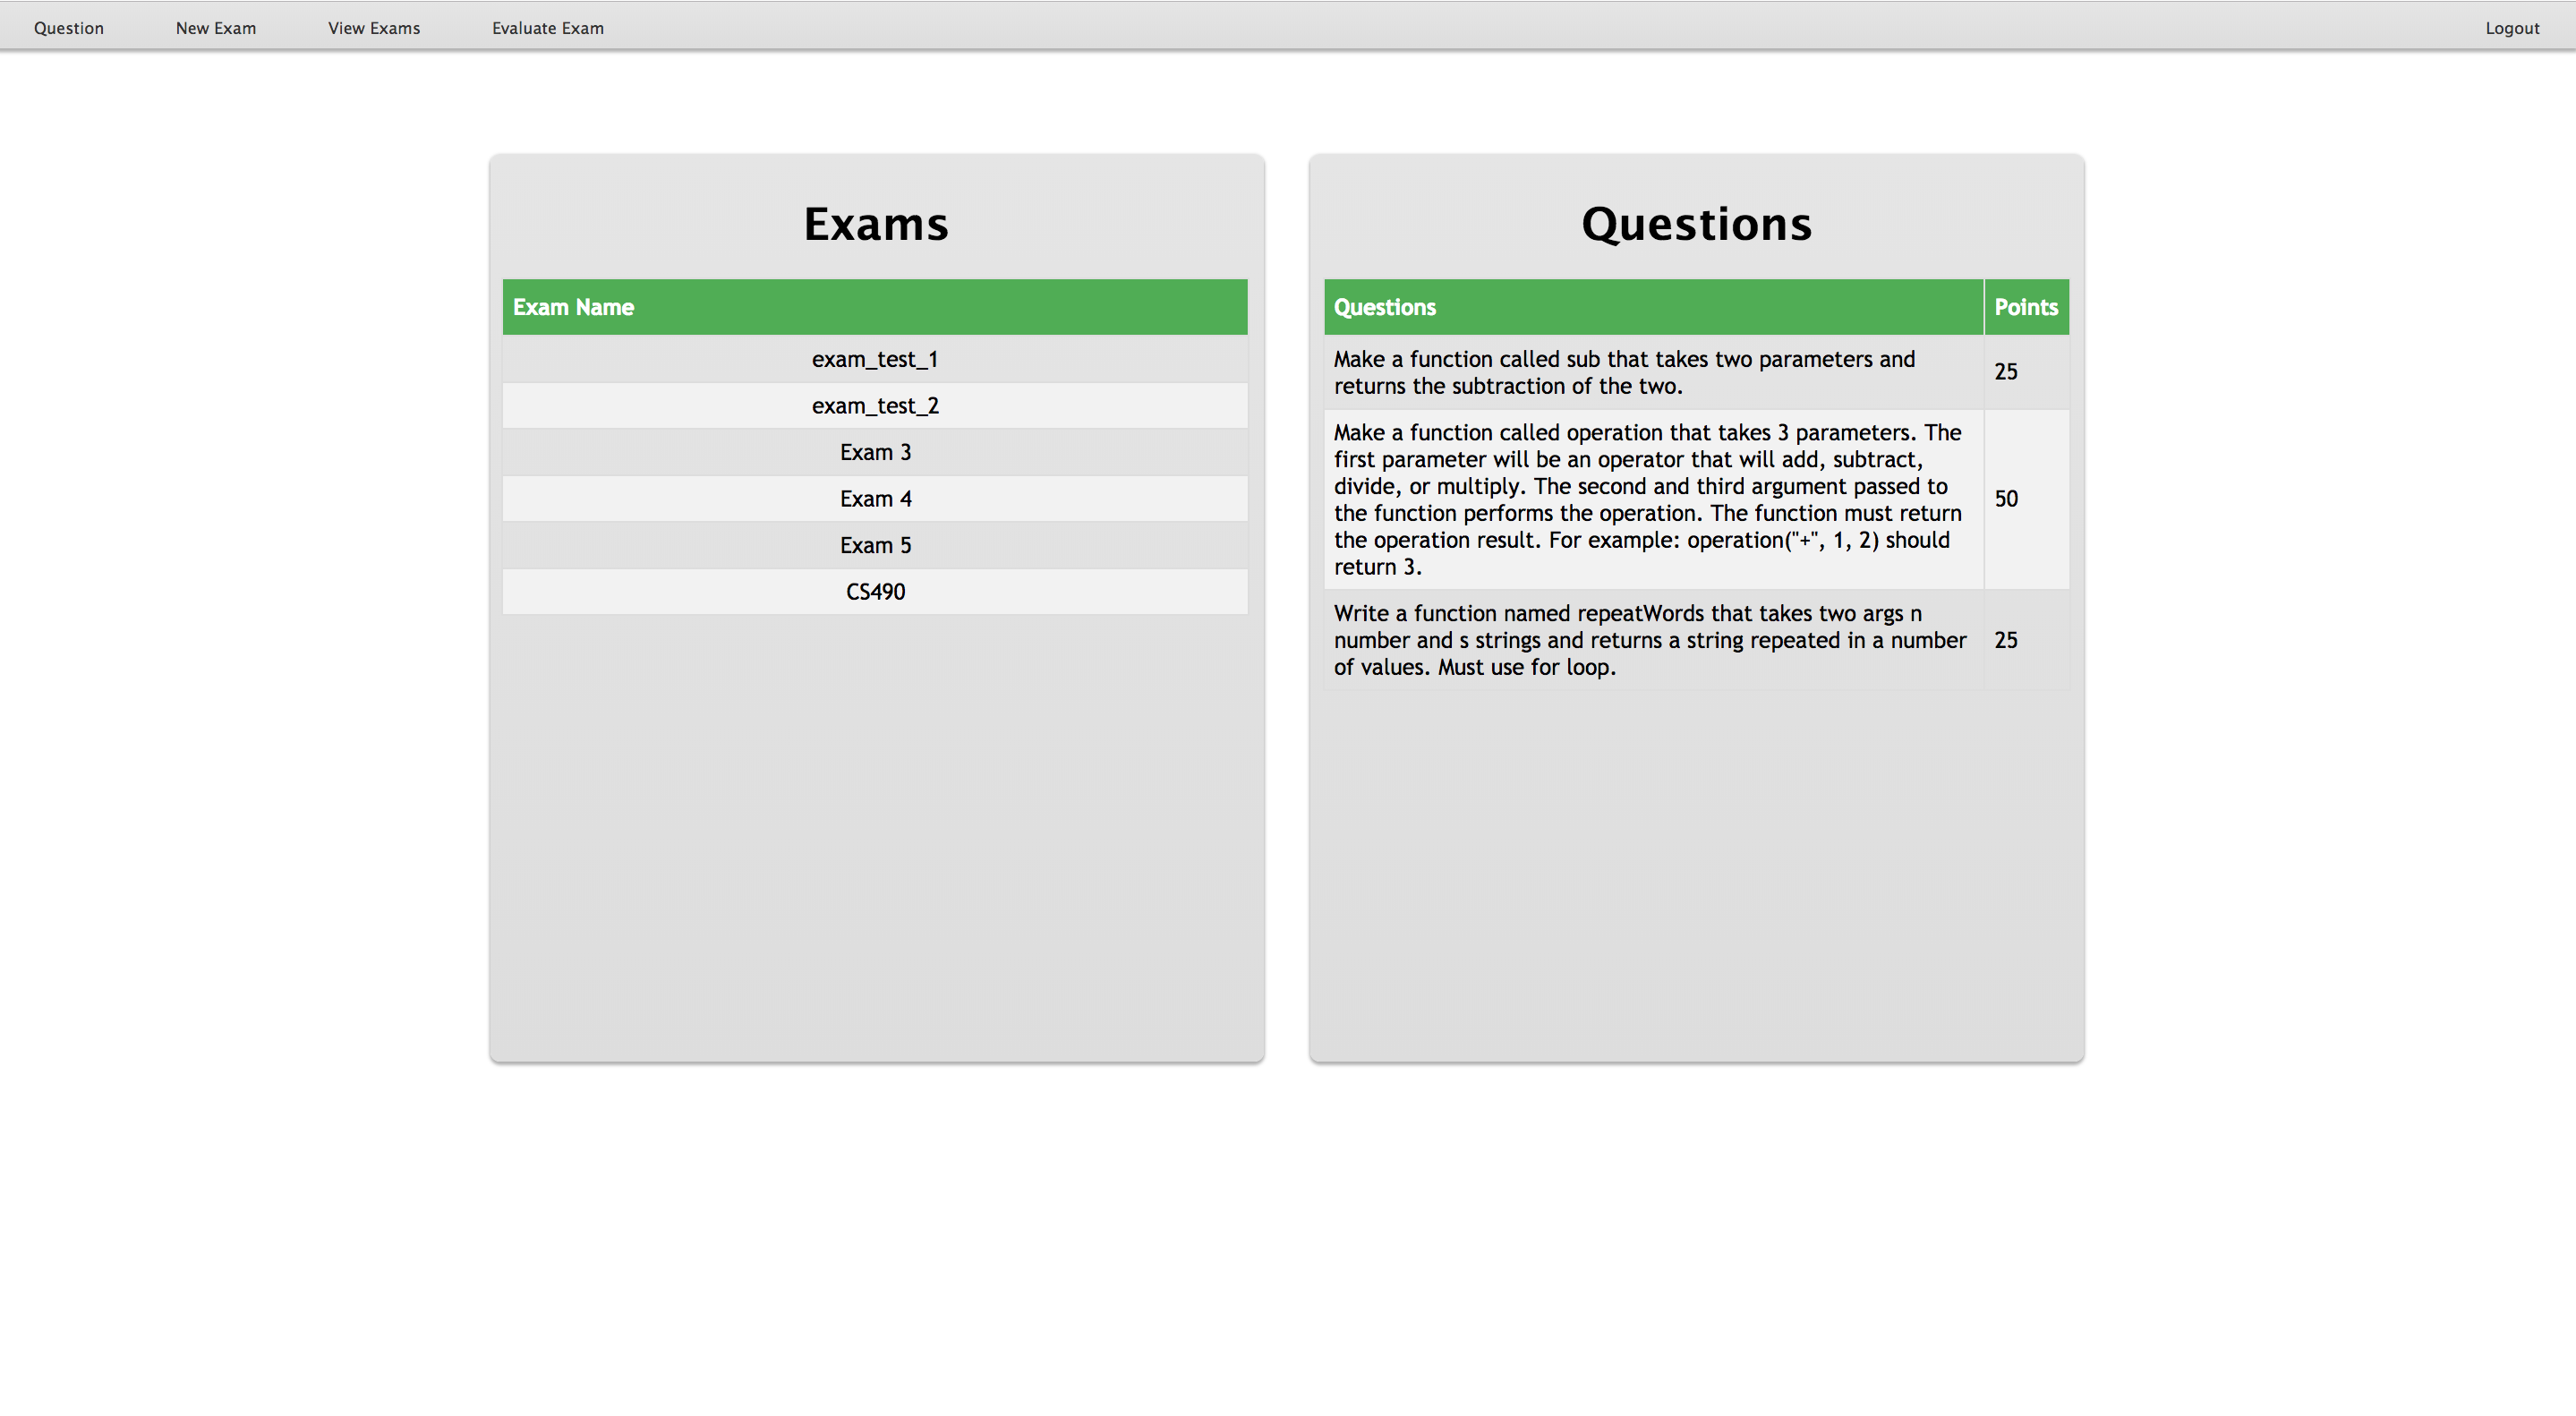 Question New Exam View Exams Evaluate Exam Logout
Exams
Exam Name
exam_test_1
exam_test_2
Exam 3
Exam 4
Exam 5
CS490
Questions
Questions Points
Make a function called sub that takes two parameters and
returns the subtraction of the two.
25
Make a function called operation that takes 3 parameters. The
first parameter will be an operator that will add, subtract,
divide, or multiply. The second and third argument passed to
the function performs the operation. The function must return
the operation result. For example: operation("+", 1, 2) should
return 3.
50
Write a function named repeatWords that takes two args n
number and s strings and returns a string repeated in a number
of values. Must use for loop.
25